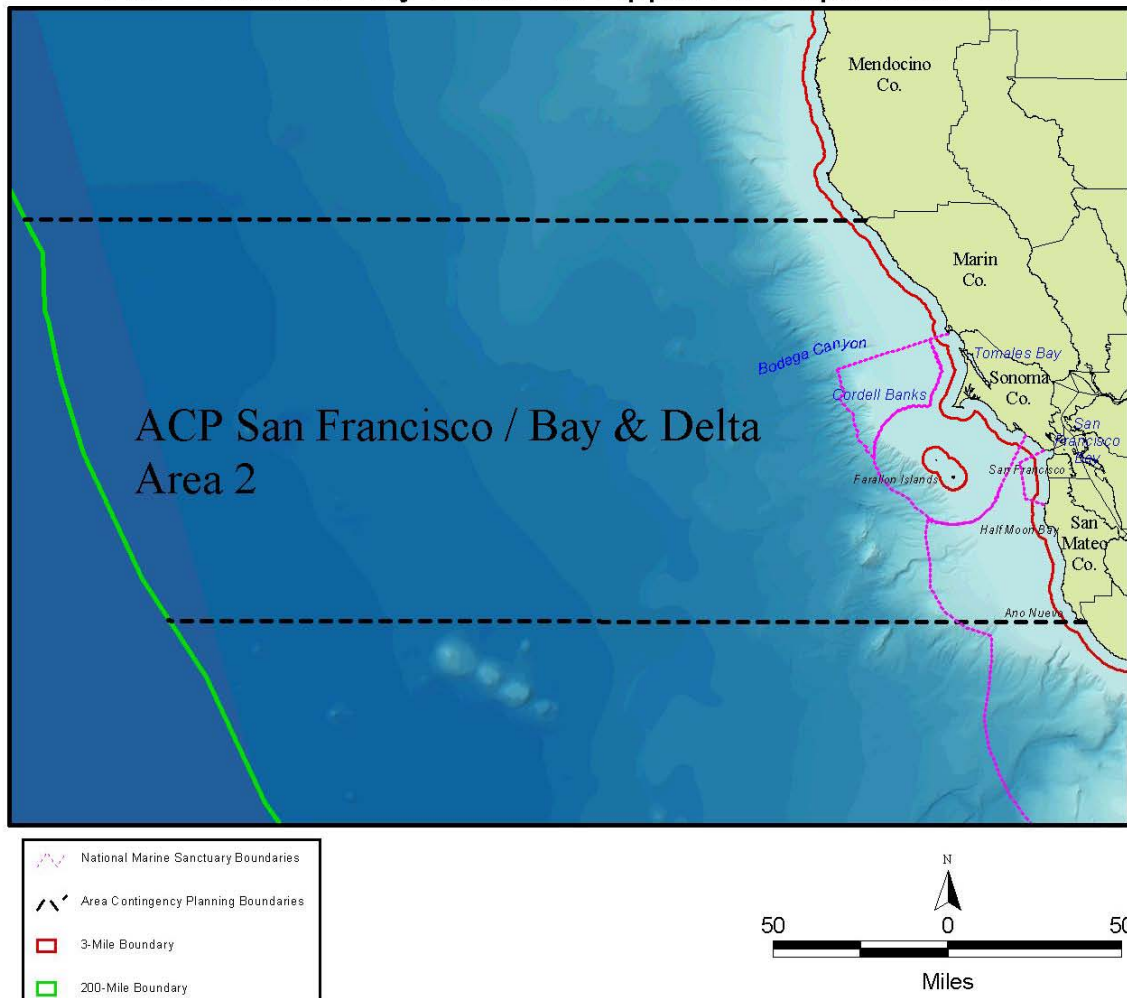 Mendocino
Co.
Marin
Co.
Bodega Canyon
Tomales Bay
Sonoma
Co.
Cordell Banks
San
Francisco
Bay
ACP San Francisco / Bay & Delta
Area 2
Farallon Islands
San Francisco
Half Moon Bay
San
Mateo
Co.
Ano Nuevo
National Marine Sanctuary Boundaries
Area Contingency Planning Boundaries
3-Mile Boundary
200-Mile Boundary
N
50 0 50
Miles